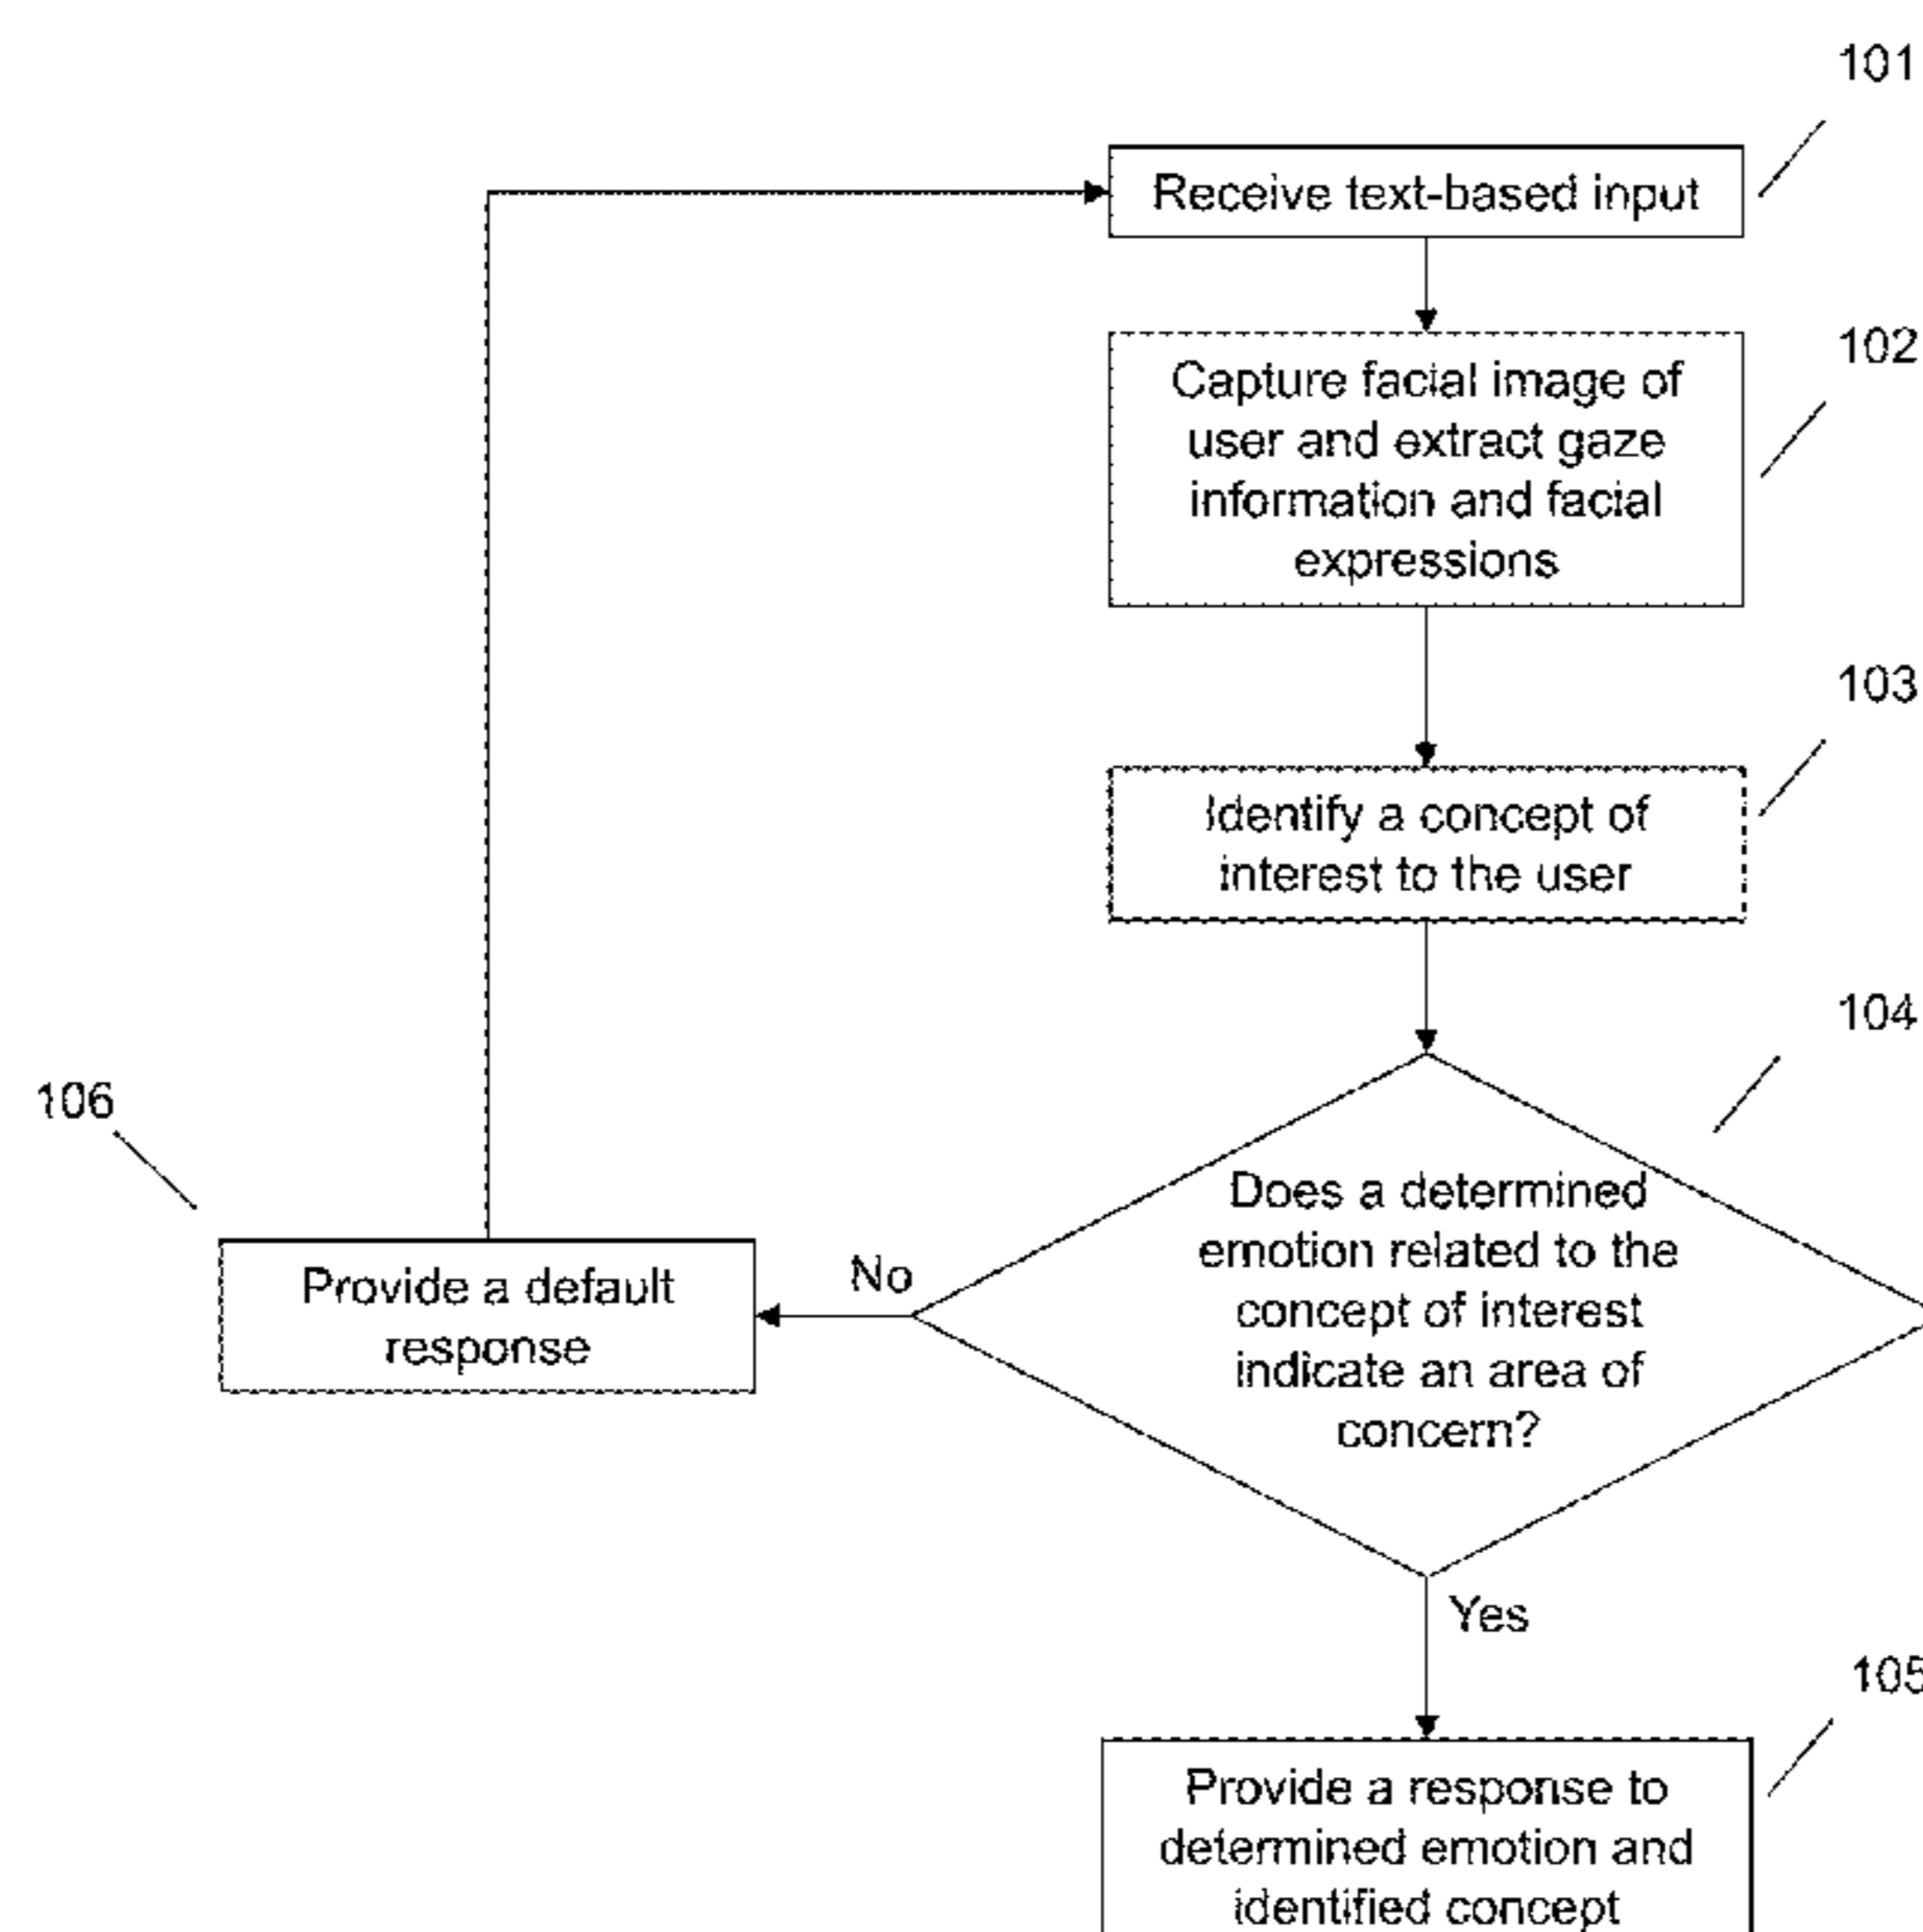 101
Receive text-based input
102
Capture facial image of
user and extract gaze
information and facial
expressions
103
Identify a concept of
interest to the user
104
106
Does a determined
emotion related to the
concept of interest
indicate an area of
concern?
No
Provide a default
response
Yes
105
Provide a response to
determined emotion and
identified concept